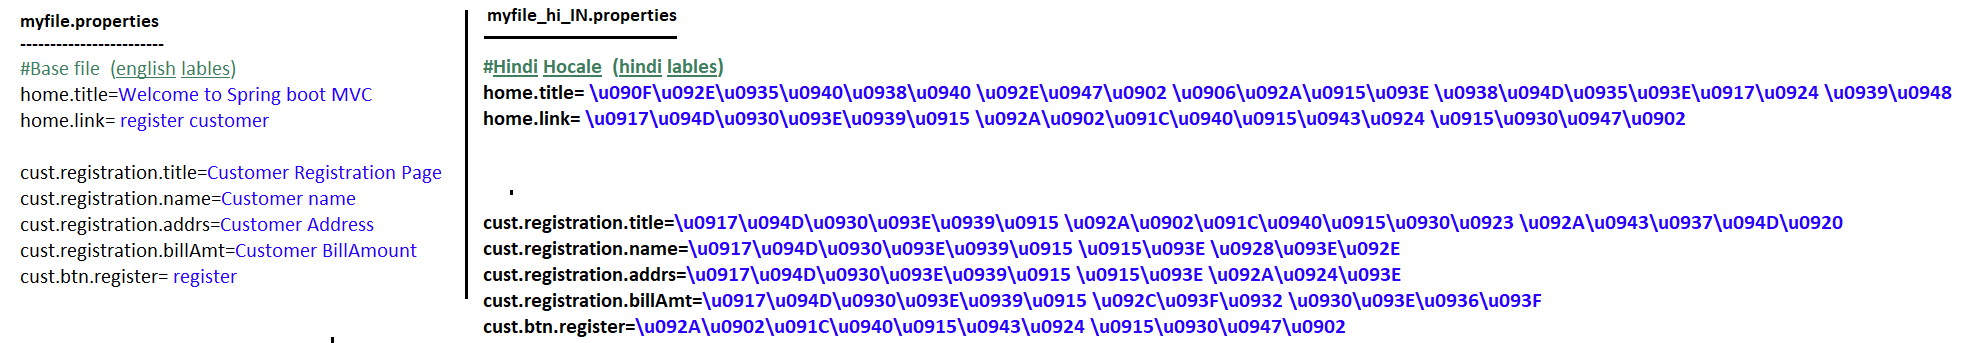 myfile.properties
------------------------
#Base file  (english lables)
home.title=Welcome to Spring boot MVC
home.link= register customer
cust.registration.title=Customer Registration Page
cust.registration.name=Customer name
cust.registration.addrs=Customer Address
cust.registration.billAmt=Customer BillAmount
cust.btn.register= register
myfile_hi_IN.properties
#Hindi Hocale  (hindi lables)
home.title= \u090F\u092E\u0935\u0940\u0938\u0940 \u092E\u0947\u0902 \u0906\u092A\u0915\u093E \u0938\u094D\u0935\u093E\u0917\u0924 \u0939\u0948
home.link= \u0917\u094D\u0930\u093E\u0939\u0915 \u092A\u0902\u091C\u0940\u0915\u0943\u0924 \u0915\u0930\u0947\u0902
cust.registration.title=\u0917\u094D\u0930\u093E\u0939\u0915 \u092A\u0902\u091C\u0940\u0915\u0930\u0923 \u092A\u0943\u0937\u094D\u0920
cust.registration.name=\u0917\u094D\u0930\u093E\u0939\u0915 \u0915\u093E \u0928\u093E\u092E
cust.registration.addrs=\u0917\u094D\u0930\u093E\u0939\u0915 \u0915\u093E \u092A\u0924\u093E
cust.registration.billAmt=\u0917\u094D\u0930\u093E\u0939\u0915 \u092C\u093F\u0932 \u0930\u093E\u0936\u093F
cust.btn.register=\u092A\u0902\u091C\u0940\u0915\u0943\u0924 \u0915\u0930\u0947\u0902